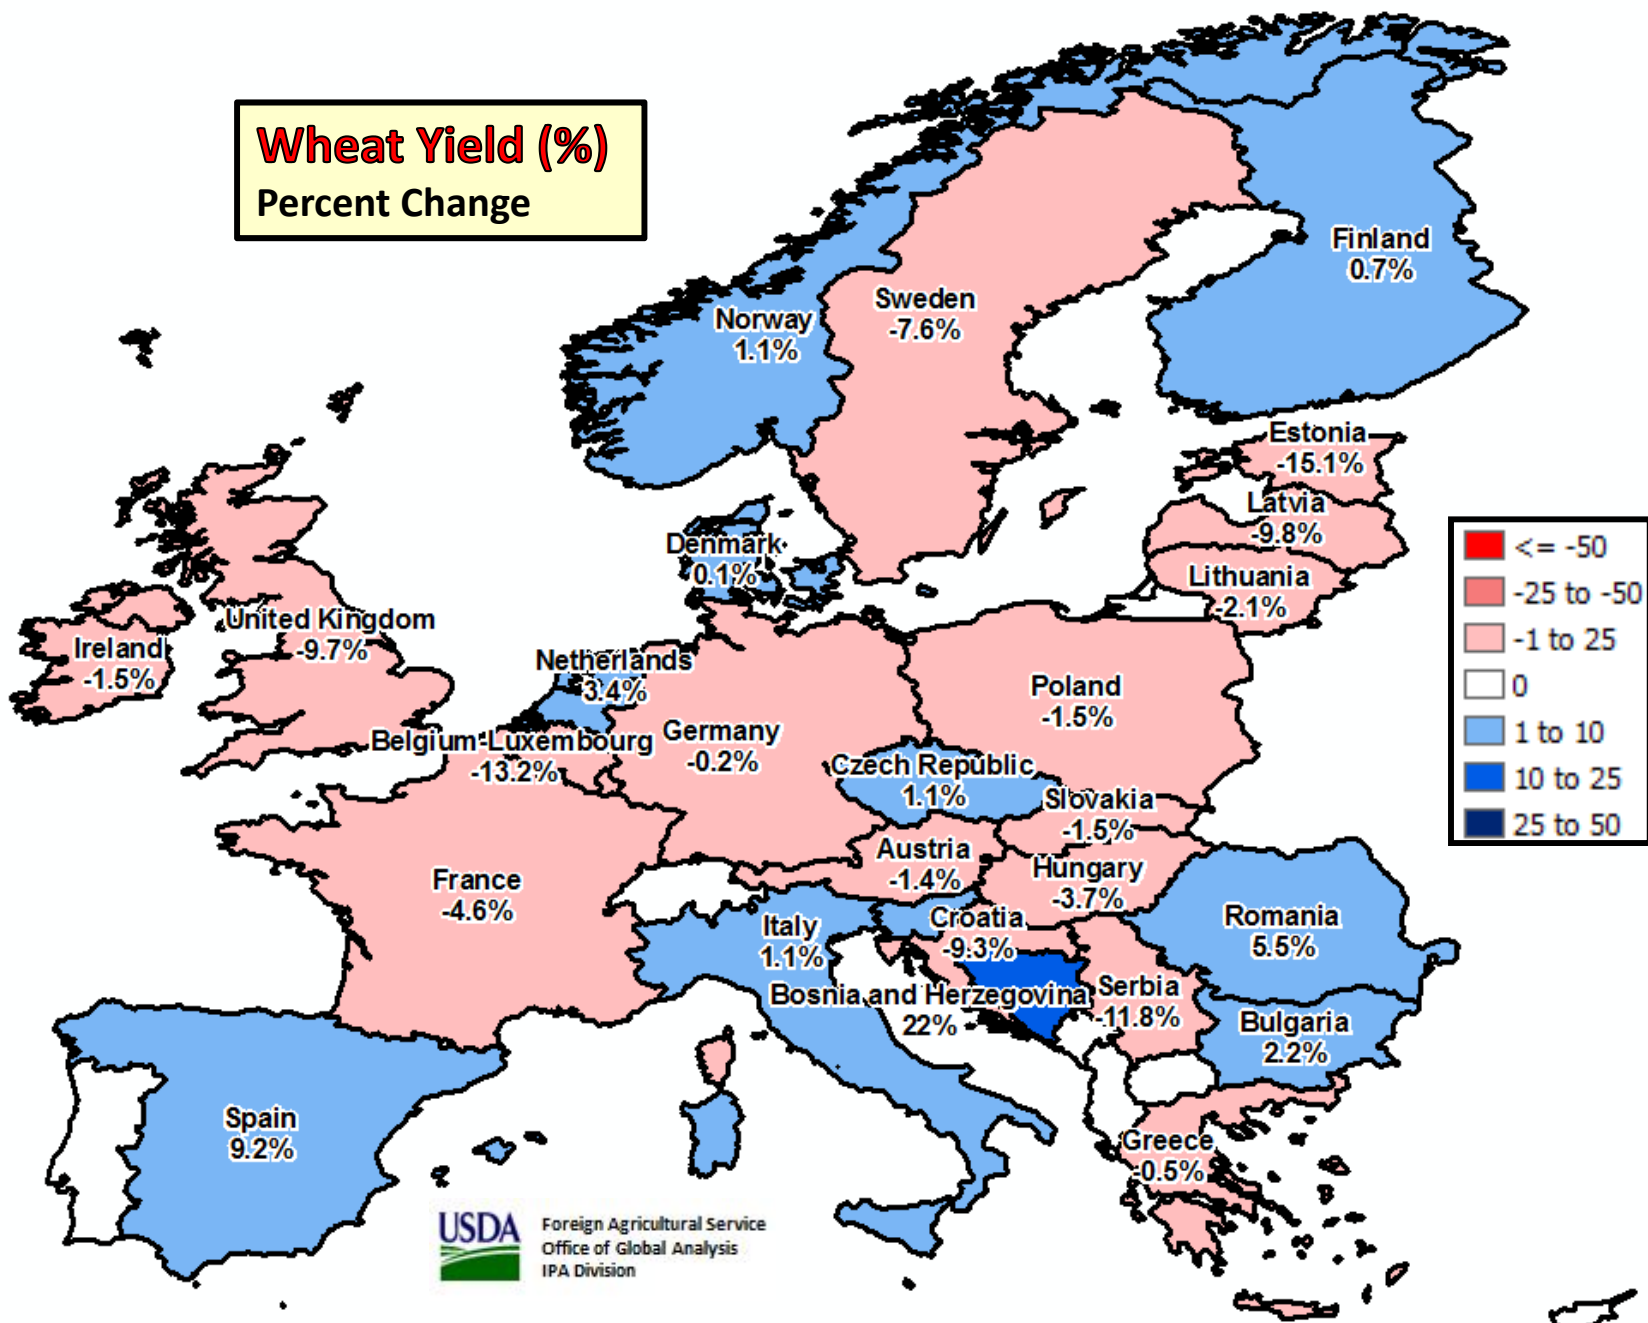 Wheat Yield (%)
Percent Change
Finland
0.7%
Sweden
-7.6%
Norway
1.1%
Estonia
-15.1%
Latvia
-9.8%
Denmark
0.1%
Lithuania
-2.1%
United Kingdom
-9.7%
Ireland
-1.5%
Netherlands
3.4%
Poland
-1.5%
Belgium-Luxembourg
-13.2%
Germany
-0.2%
Czech Republic
1.1%
Slovakia
-1.5%
Austria
-1.4%
Hungary
-3.7%
France
-4.6%
Italy
1.1%
Croatia
-9.3%
Romania
5.5%
Bosnia and Herzegovina
22%
Serbia
-11.8%
Bulgaria
2.2%
Spain
9.2%
Greece
-0.5%
<= -50
-25 to -50
-1 to 25
0
1 to 10
10 to 25
25 to 50
USDA
Foreign Agricultural Service
Office of Global Analysis
IPA Division